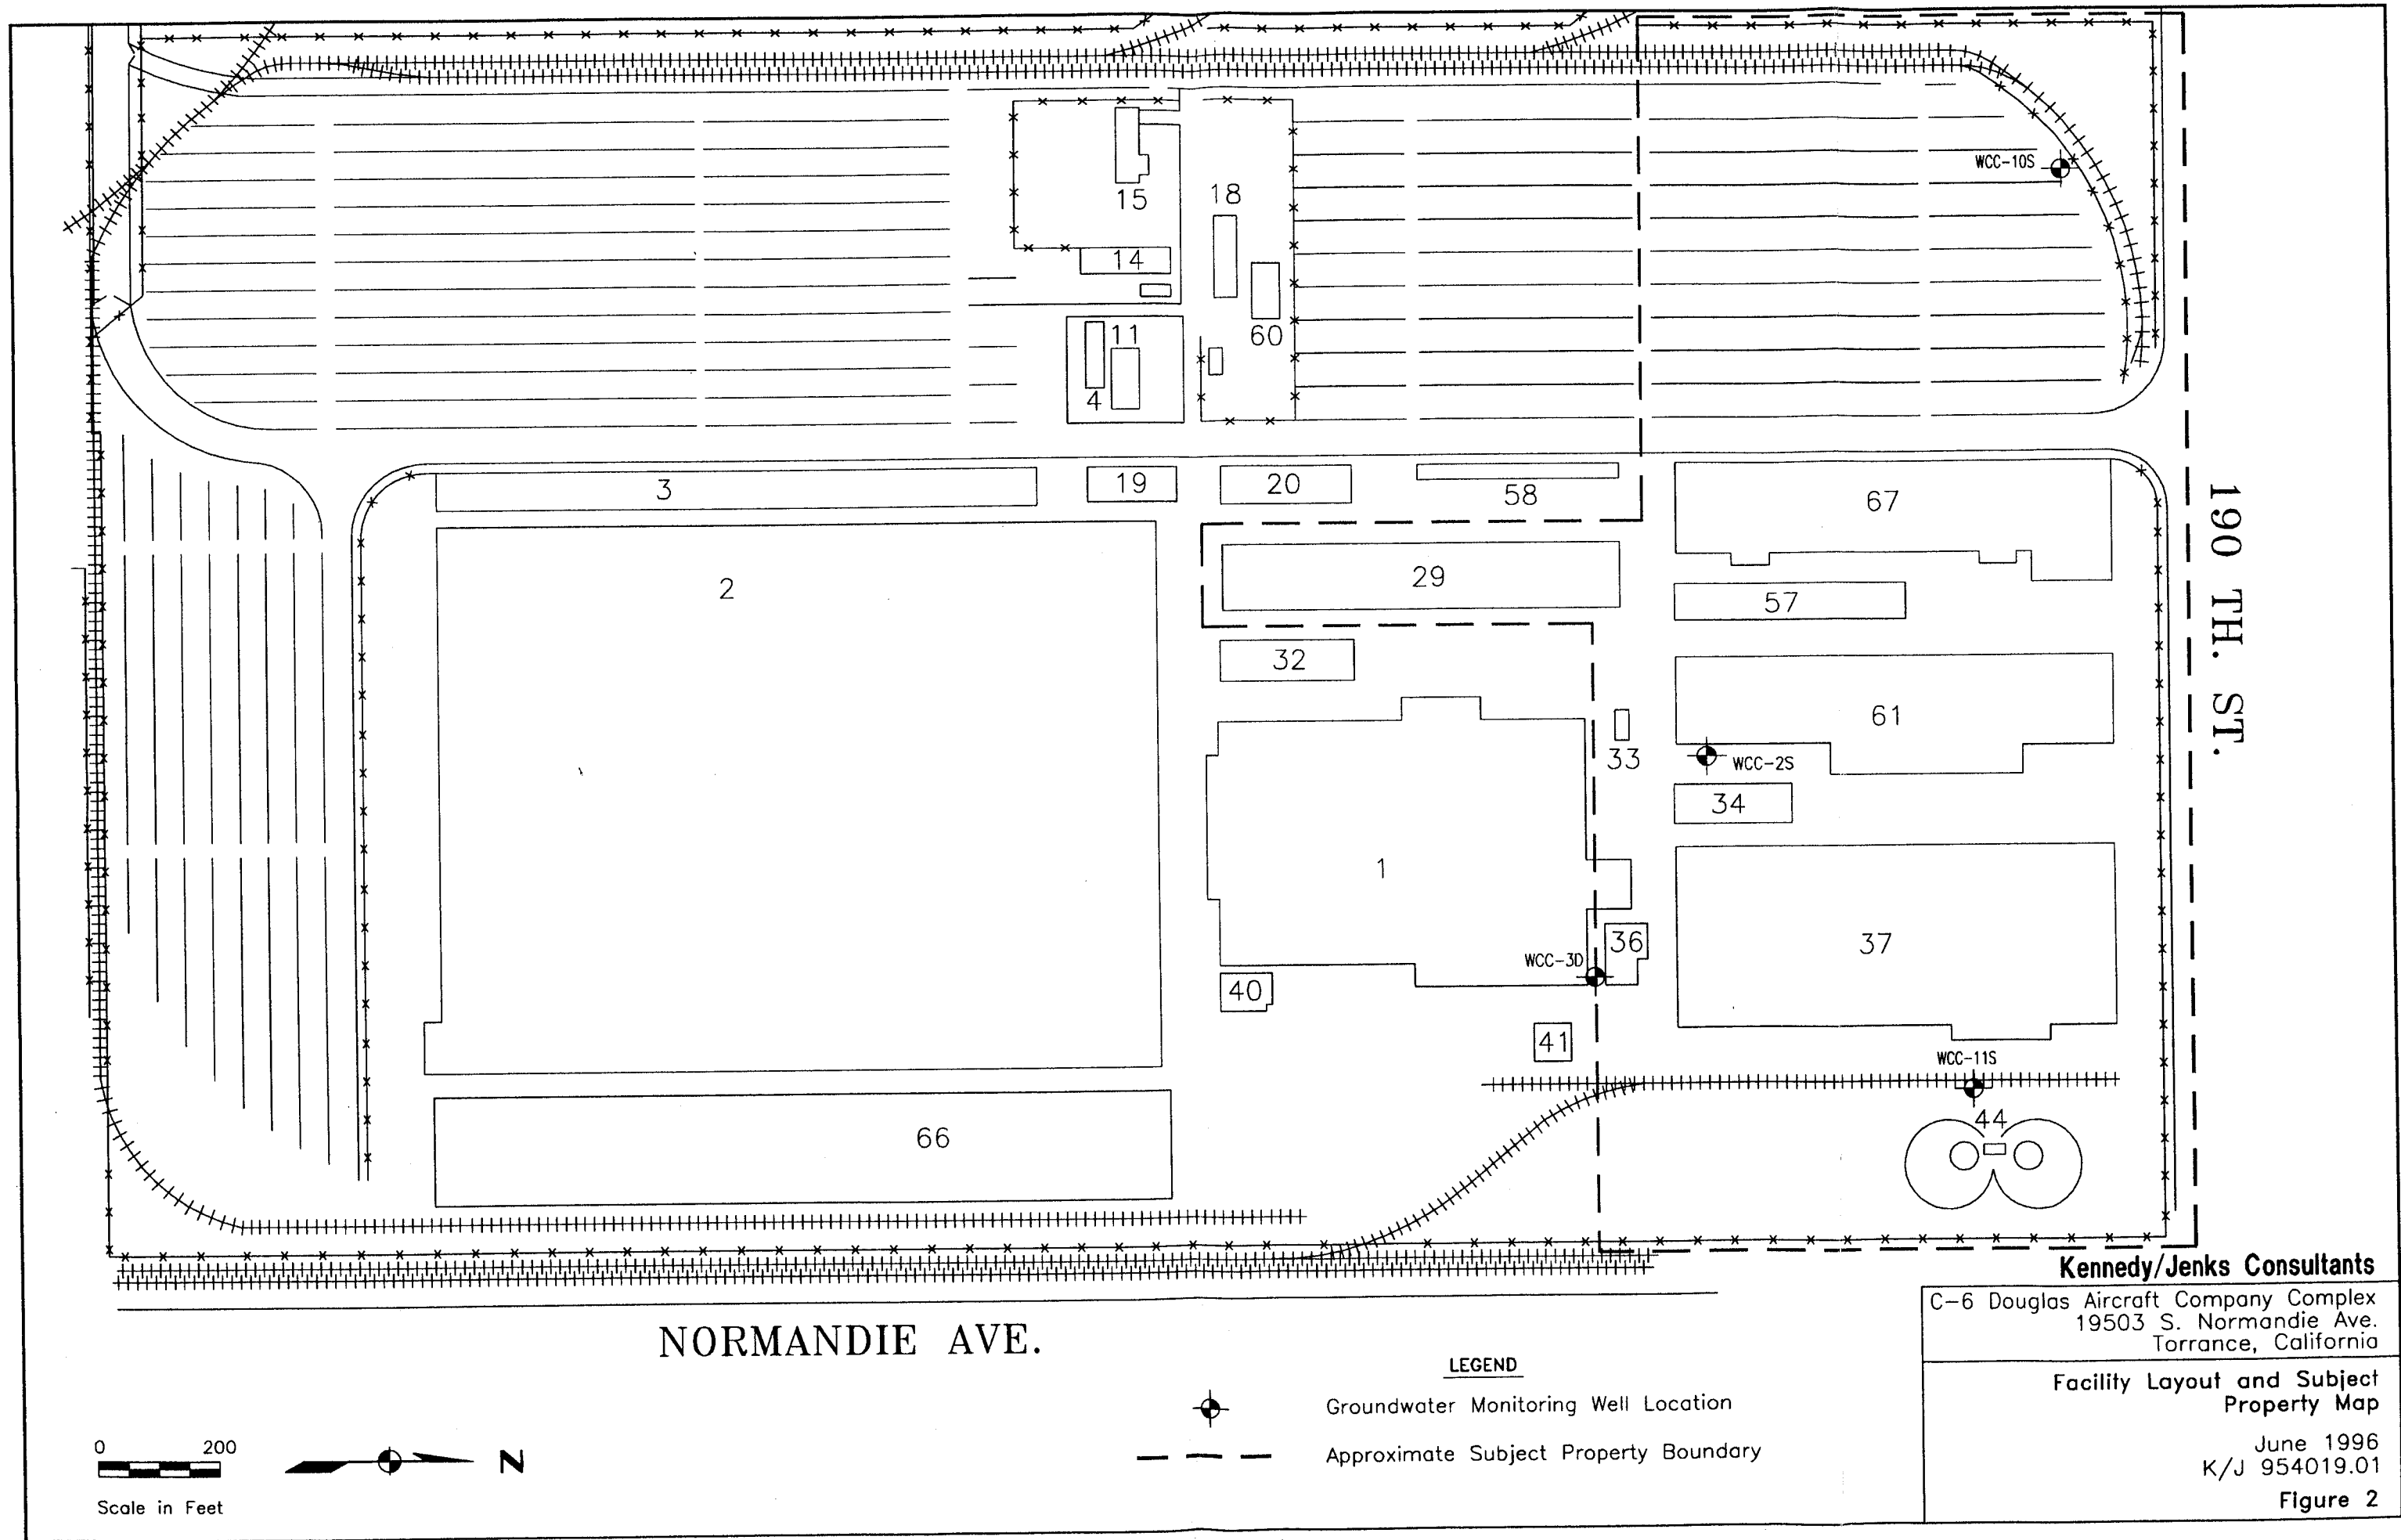 WCC-10S
15
18
14
60
11
4
3
19
20
58
67
190 TH. ST.
2
29
57
32
61
33
WCC-2S
34
1
36
37
WCC-3D
40
41
WCC-11S
44
66
NORMANDIE AVE.
Kennedy/Jenks Consultants
C-6 Douglas Aircraft Company Complex
19503 S. Normandie Ave.
Torrance, California
Facility Layout and Subject
Property Map
June 1996
K/J 954019.01
Figure 2
LEGEND
Groundwater Monitoring Well Location
Approximate Subject Property Boundary
0 200
Scale in Feet
N